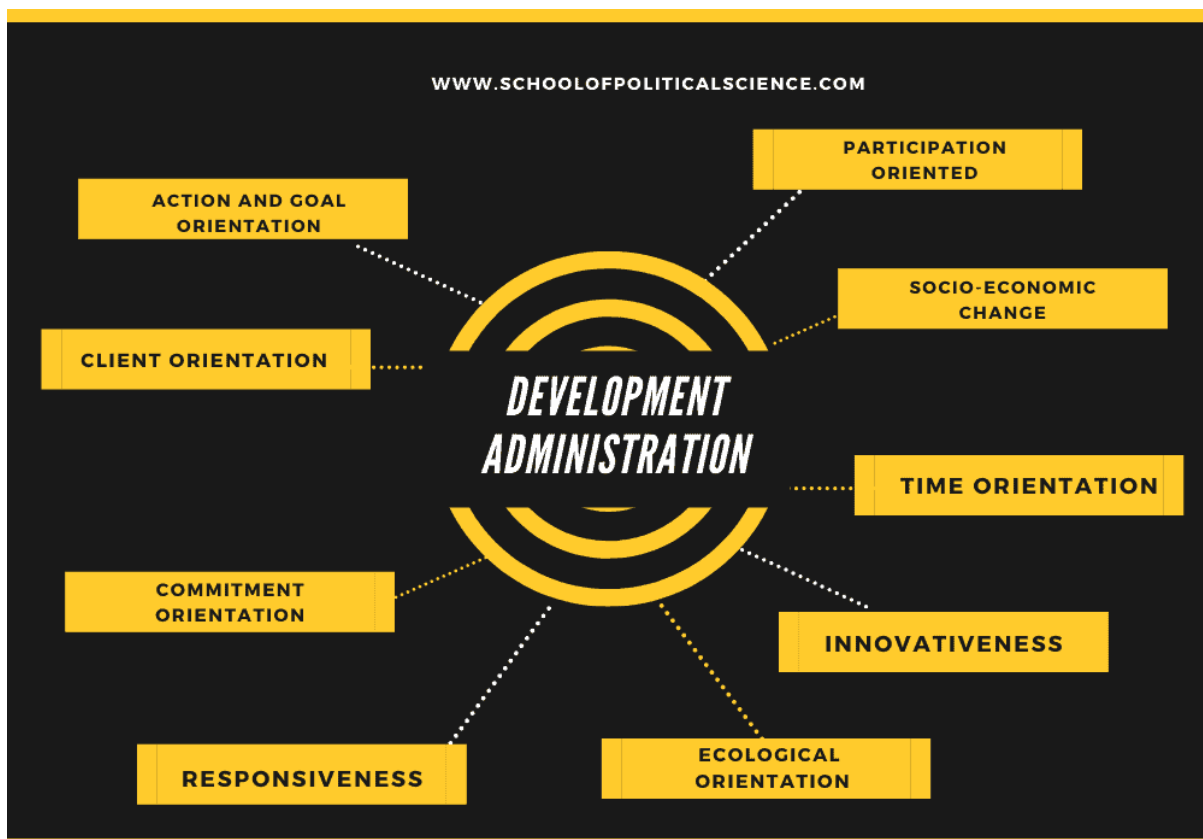 WWW.SCHOOLOFPOLITICALSCIENCE.COM
PARTICIPATION
ORIENTED
ACTION AND GOAL
ORIENTATION
SOCIO-ECONOMIC
CHANGE
CLIENT ORIENTATION
DEVELOPMENT
ADMINISTRATION
TIME ORIENTATION
COMMITMENT
ORIENTATION
INNOVATIVENESS
RESPONSIVENESS
ECOLOGICAL
ORIENTATION